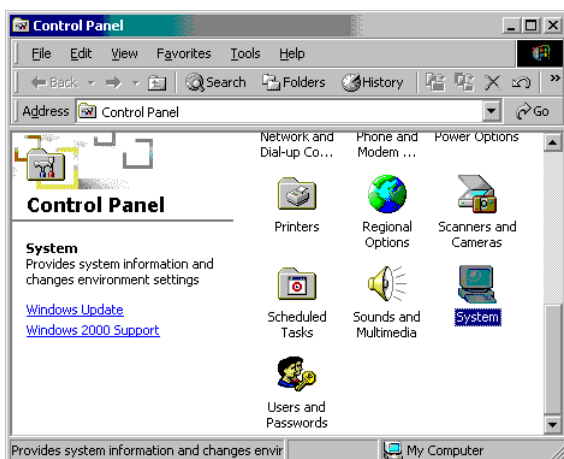 Control Panel
File Edit View Favorites Tools Help
Back Search Folders History »
Address Control Panel Go
Control Panel
System
Provides system information and
changes environment settings
Windows Update
Windows 2000 Support
Network and
Dial-up Co...
Phone and
Modem ...
Power Options
Printers
Regional
Options
Scanners and
Cameras
Scheduled
Tasks
Sounds and
Multimedia
System
Users and
Passwords
Provides system information and changes envir
My Computer